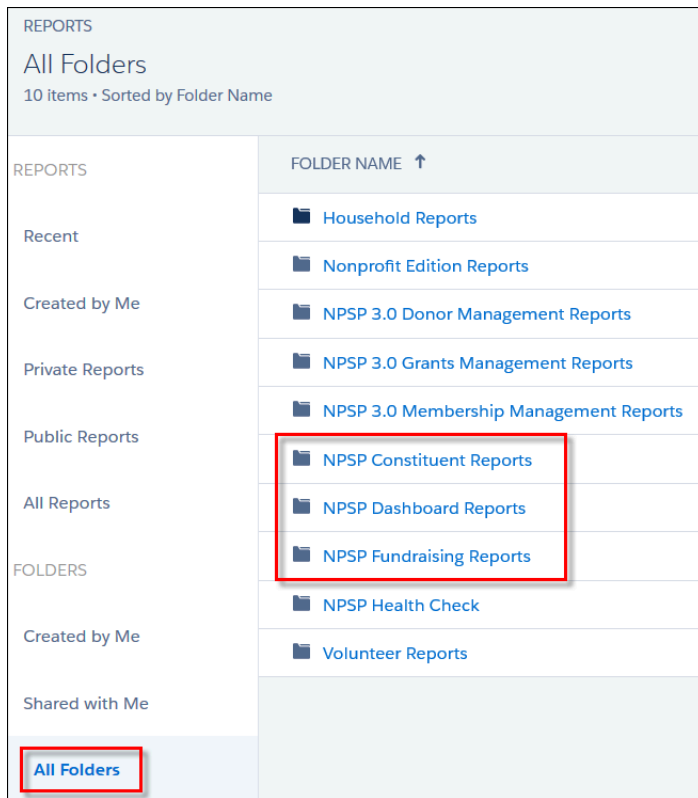 REPORTS
All Folders
10 items • Sorted by Folder Name
REPORTS
Recent
Created by Me
Private Reports
Public Reports
All Reports
FOLDERS
Created by Me
Shared with Me
All Folders
FOLDER NAME ↑
Household Reports
Nonprofit Edition Reports
NPSP 3.0 Donor Management Reports
NPSP 3.0 Grants Management Reports
NPSP 3.0 Membership Management Reports
NPSP Constituent Reports
NPSP Dashboard Reports
NPSP Fundraising Reports
NPSP Health Check
Volunteer Reports